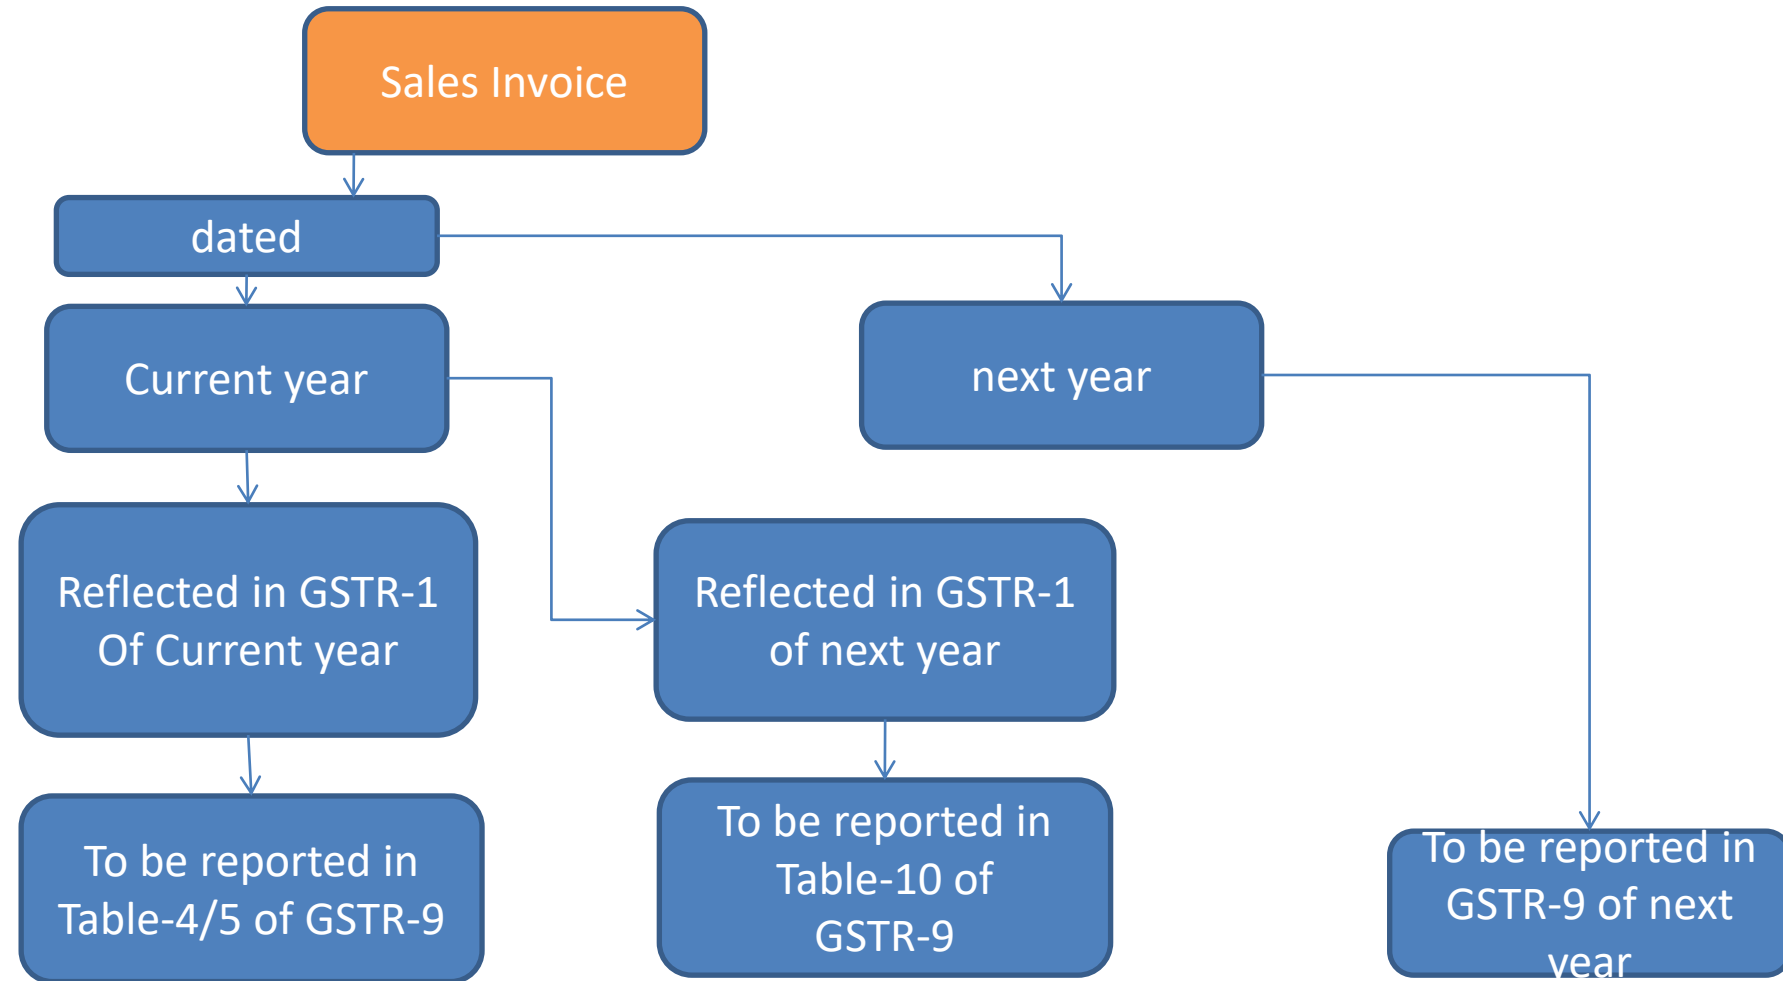 Sales Invoice
dated
Current year
next year
Reflected in GSTR-1
Of Current year
Reflected in GSTR-1
of next year
To be reported in
Table-4/5 of GSTR-9
To be reported in
Table-10 of
GSTR-9
To be reported in
GSTR-9 of next
year